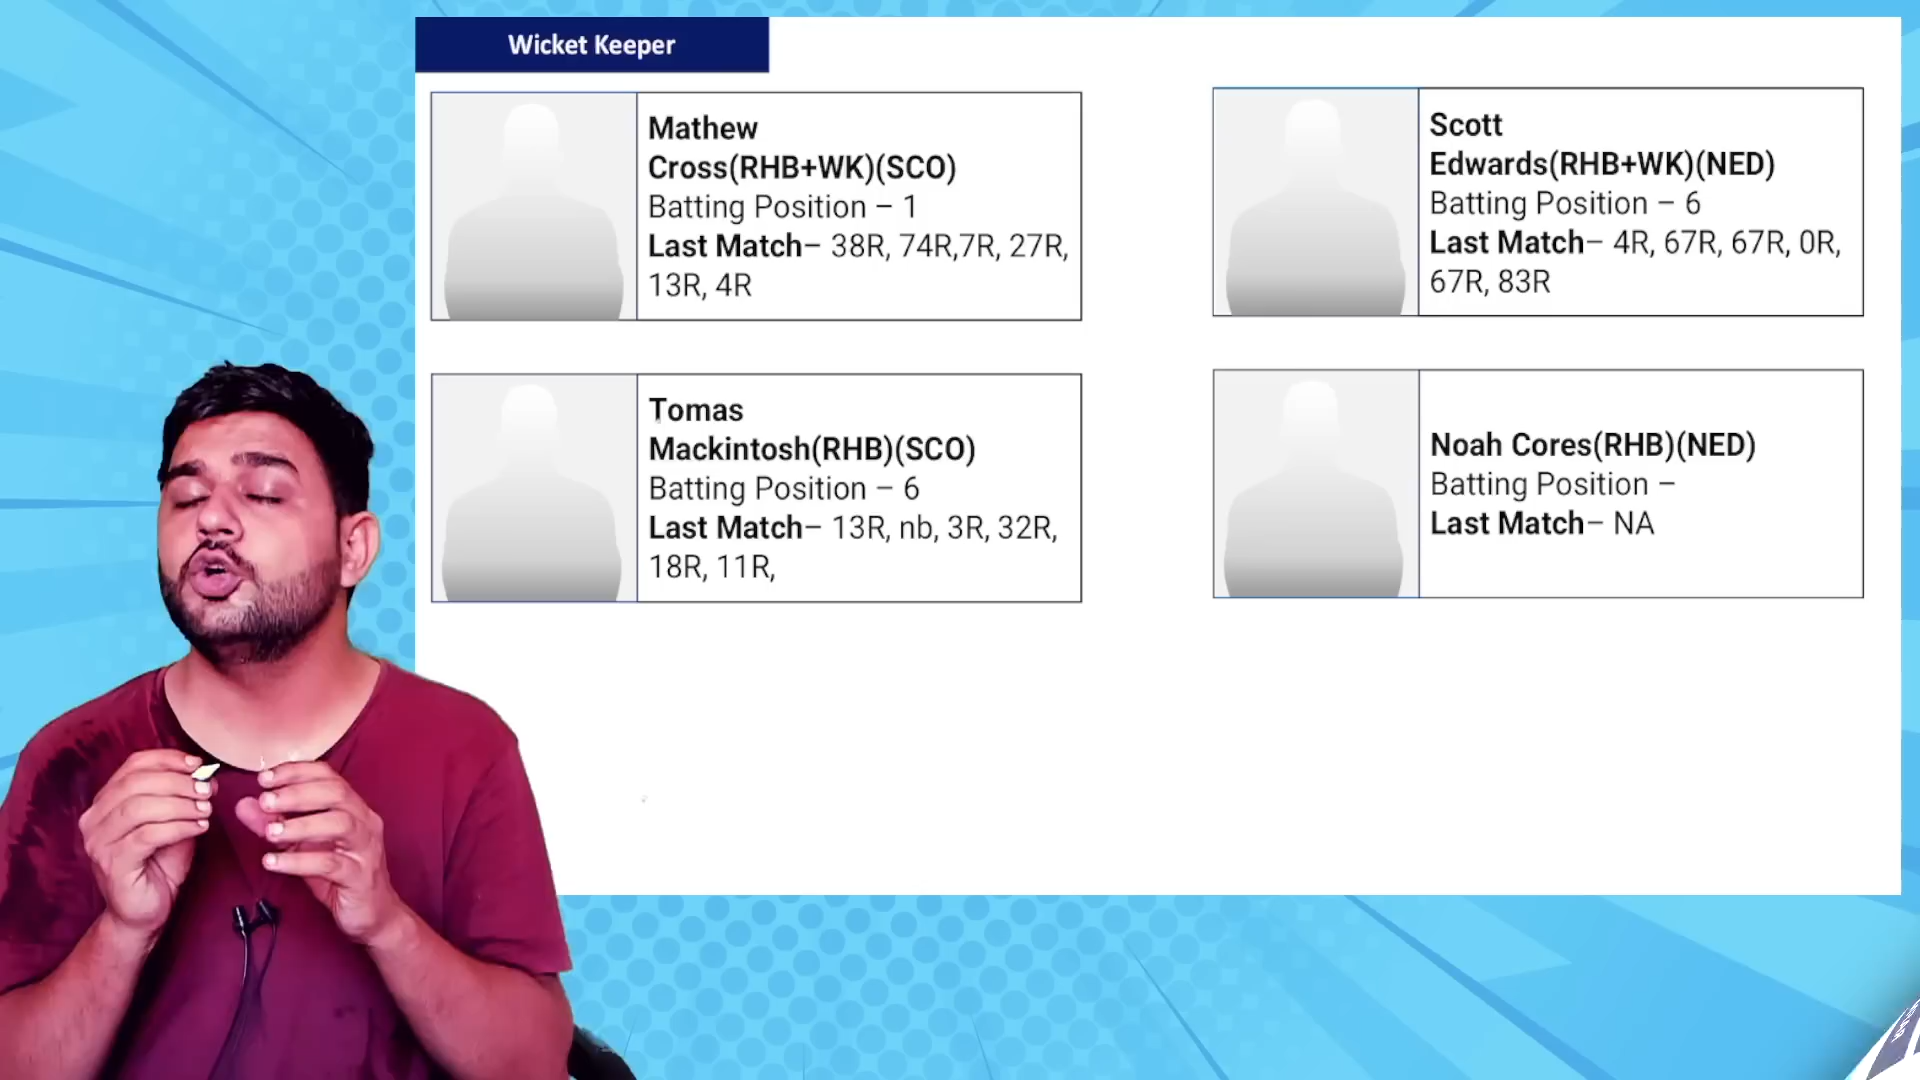 Wicket Keeper
Mathew
Cross(RHB+WK)(SCO)
Batting Position – 1
Last Match– 38R, 74R,7R, 27R,
13R, 4R
Scott
Edwards(RHB+WK)(NED)
Batting Position – 6
Last Match– 4R, 67R, 67R, 0R,
67R, 83R
Tomas
Mackintosh(RHB)(SCO)
Batting Position – 6
Last Match– 13R, nb, 3R, 32R,
18R, 11R,
Noah Cores(RHB)(NED)
Batting Position –
Last Match– NA